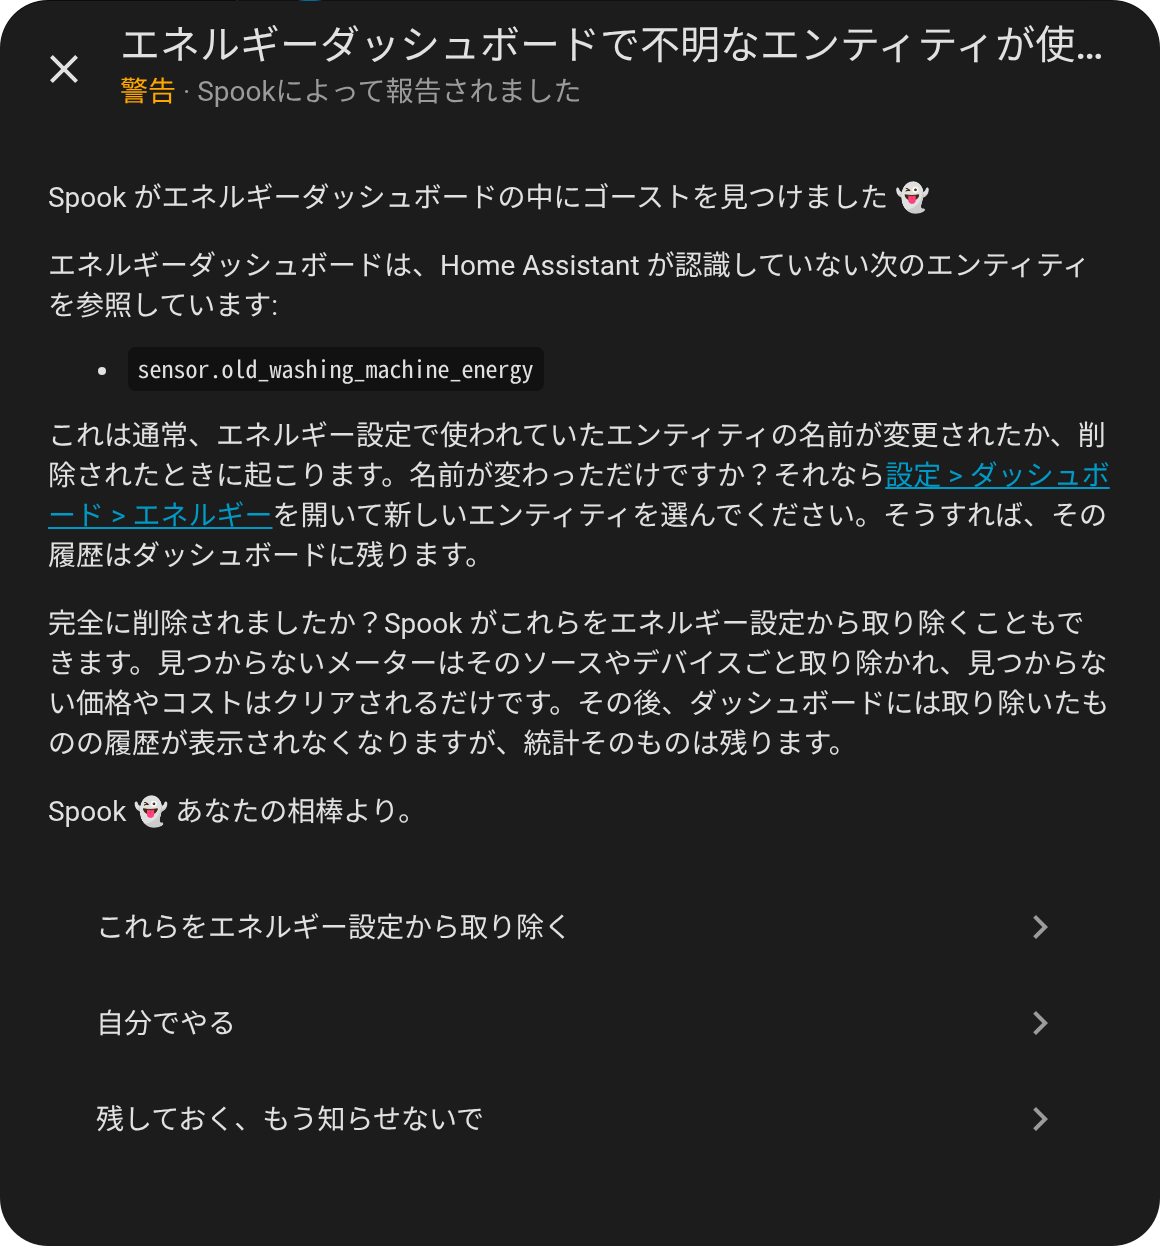 エネルギーダッシュボードで不明なエンティティが使…
警告 · Spookによって報告されました
Spook がエネルギーダッシュボードの中にゴーストを見つけました 👻
エネルギーダッシュボードは、Home Assistant が認識していない次のエンティティ
を参照しています:
• sensor.old_washing_machine_energy
これは通常、エネルギー設定で使われていたエンティティの名前が変更されたか、削
除されたときに起こります。名前が変わっただけですか？それなら設定 > ダッシュボ
ード > エネルギーを開いて新しいエンティティを選んでください。そうすれば、その
履歴はダッシュボードに残ります。
完全に削除されましたか？Spook がこれらをエネルギー設定から取り除くこともで
きます。見つからないメーターはそのソースやデバイスごと取り除かれ、見つからな
い価格やコストはクリアされるだけです。その後、ダッシュボードには取り除いたも
のの履歴が表示されなくなりますが、統計そのものは残ります。
Spook 👻 あなたの相棒より。
これらをエネルギー設定から取り除く
自分でやる
残しておく、もう知らせないで